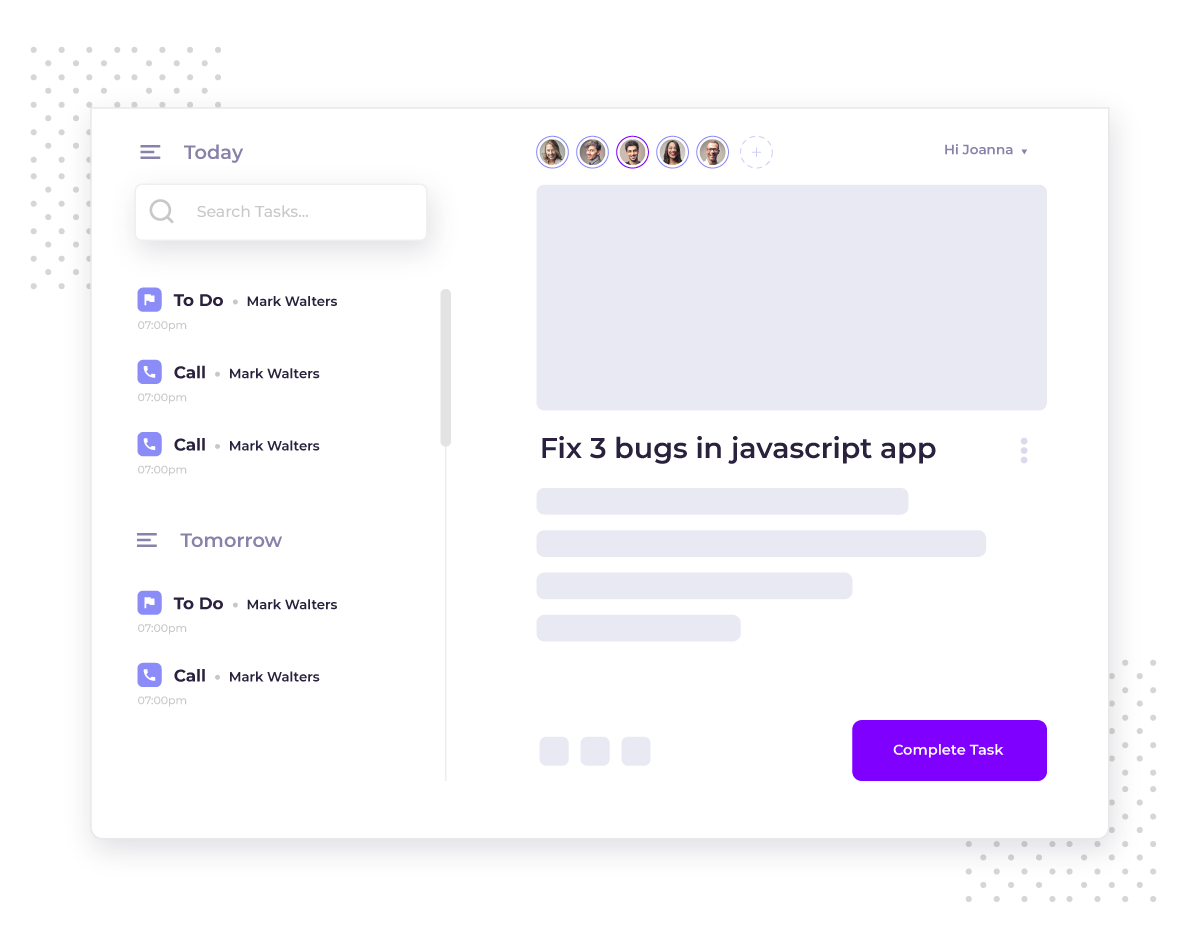 Today
Search Tasks...
To Do • Mark Walters
07:00pm
Call • Mark Walters
07:00pm
Call • Mark Walters
07:00pm
Tomorrow
To Do • Mark Walters
07:00pm
Call • Mark Walters
07:00pm
Hi Joanna
Fix 3 bugs in javascript app
Complete Task